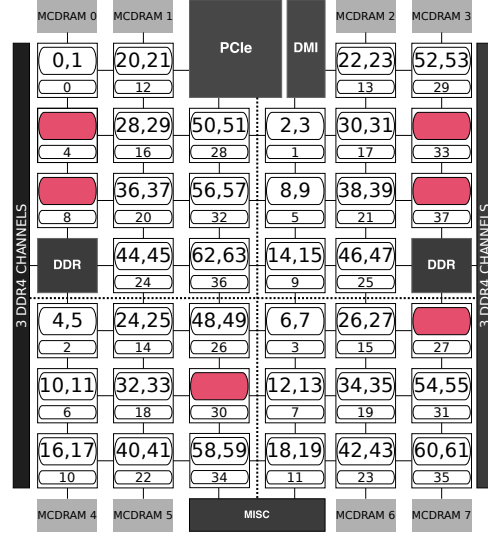 MCDRAM 0 MCDRAM 1 PCIe DMI MCDRAM 2 MCDRAM 3
0,1 20,21 22,23 52,53
0 12 13 29
28,29 50,51 2,3 30,31
4 16 28 1 17 33
36,37 56,57 8,9 38,39
8 20 32 5 21 37
DDR 44,45 62,63 14,15 46,47 DDR
24 36 9 25
3 DDR4 CHANNELS
3 DDR4 CHANNELS
4,5 24,25 48,49 6,7 26,27
2 14 26 3 15 27
10,11 32,33 12,13 34,35 54,55
6 18 30 7 19 31
16,17 40,41 58,59 18,19 42,43 60,61
10 22 34 11 23 35
MCDRAM 4 MCDRAM 5 MISC MCDRAM 6 MCDRAM 7